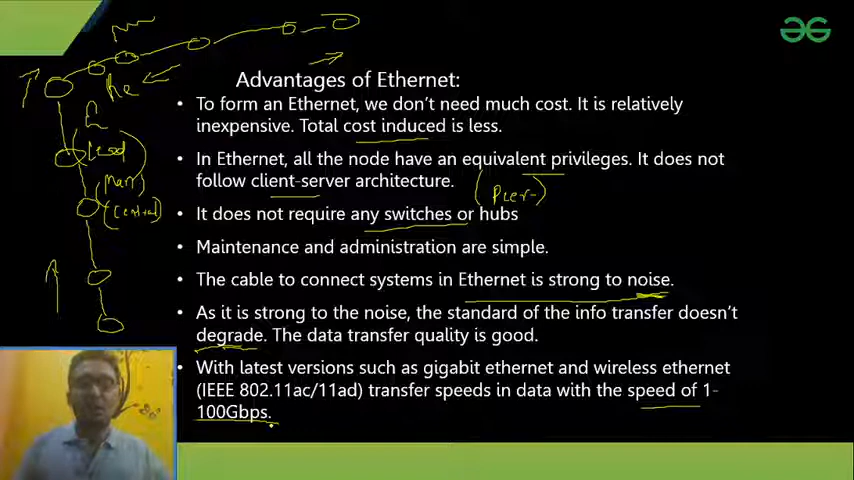 Advantages of Ethernet:
• To form an Ethernet, we don't need much cost. It is relatively
inexpensive. Total cost induced is less.
• In Ethernet, all the node have an equivalent privileges. It does not
follow client-server architecture.
(Peer-)
• It does not require any switches or hubs
• Maintenance and administration are simple.
• The cable to connect systems in Ethernet is strong to noise.
• As it is strong to the noise, the standard of the info transfer doesn't
degrade. The data transfer quality is good.
• With latest versions such as gigabit ethernet and wireless ethernet
(IEEE 802.11ac/11ad) transfer speeds in data with the speed of 1-
100Gbps.